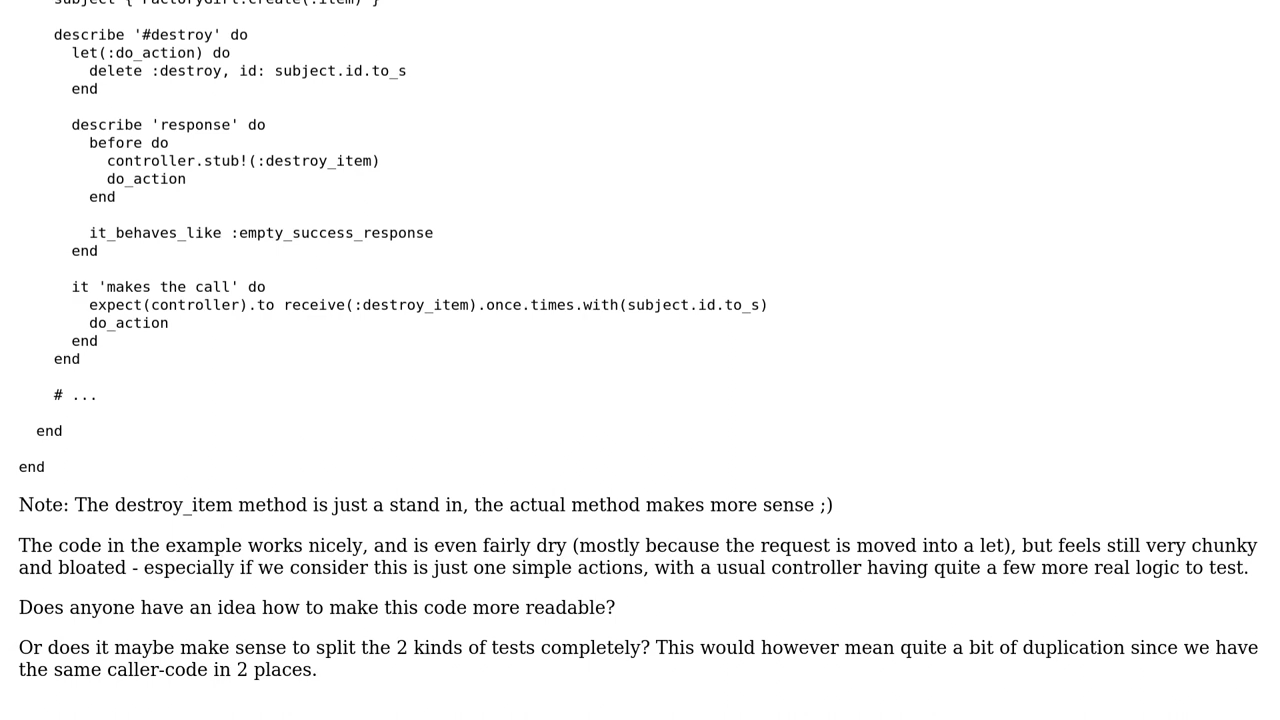 subject { FactoryGirl.create(:item) }
describe '#destroy' do
let(:do_action) do
delete :destroy, id: subject.id.to_s
end
describe 'response' do
before do
controller.stub!(:destroy_item)
do_action
end
it_behaves_like :empty_success_response
end
it 'makes the call' do
expect(controller).to receive(:destroy_item).once.times.with(subject.id.to_s)
do_action
end
end
# ...
end
end
Note: The destroy_item method is just a stand in, the actual method makes more sense ;)
The code in the example works nicely, and is even fairly dry (mostly because the request is moved into a let), but feels still very chunky
and bloated - especially if we consider this is just one simple actions, with a usual controller having quite a few more real logic to test.
Does anyone have an idea how to make this code more readable?
Or does it maybe make sense to split the 2 kinds of tests completely? This would however mean quite a bit of duplication since we have
the same caller-code in 2 places.